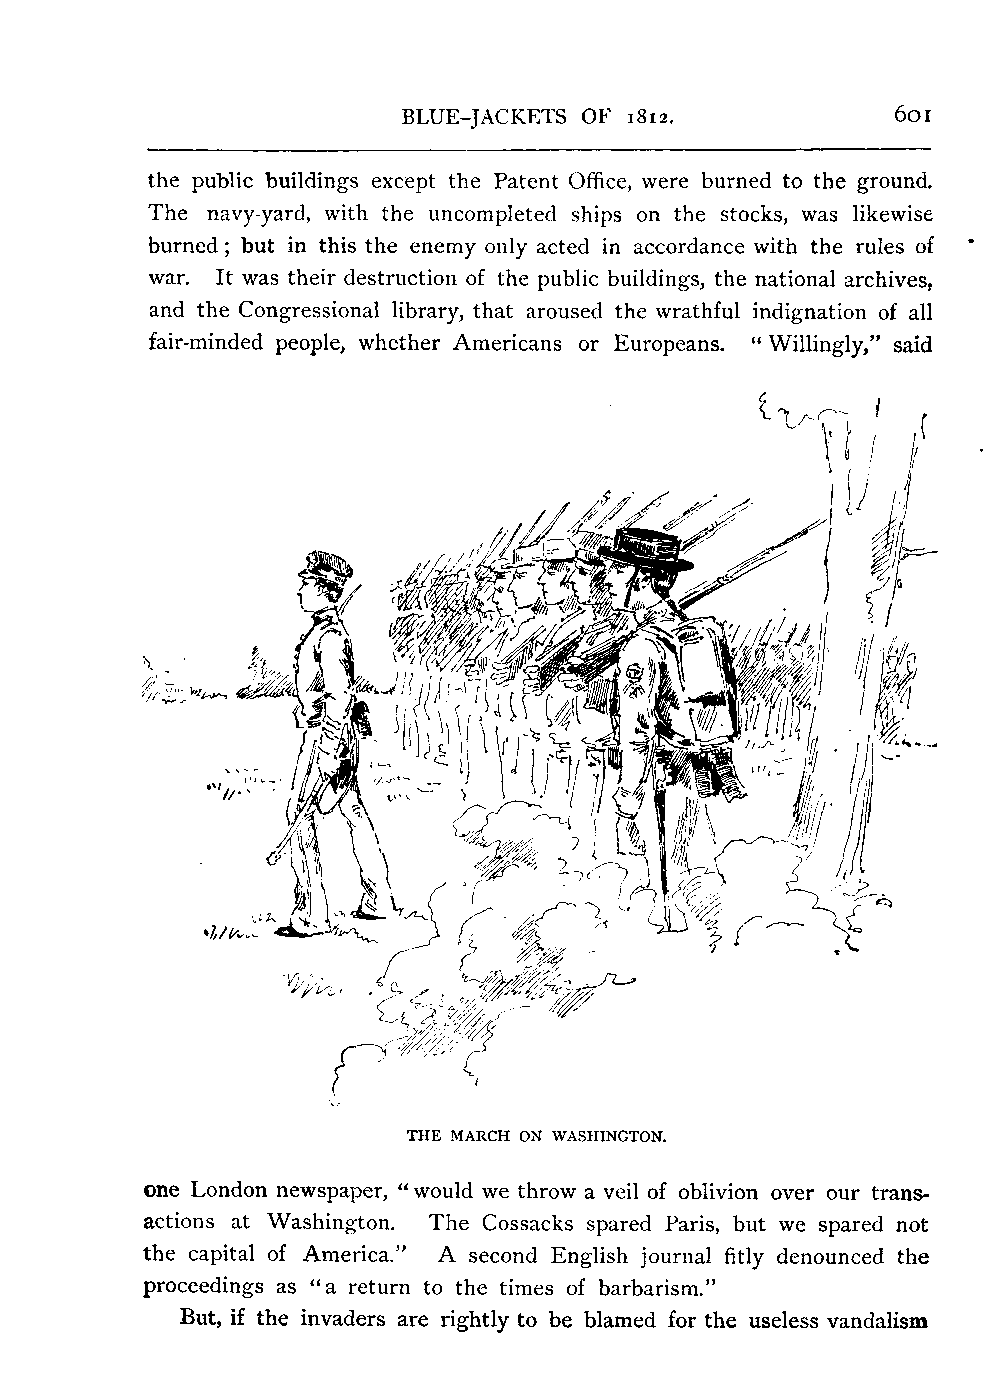 BLUE-JACKETS OF 1812. 601
the public buildings except the Patent Office, were burned to the ground.
The navy-yard, with the uncompleted ships on the stocks, was likewise
burned; but in this the enemy only acted in accordance with the rules of
war. It was their destruction of the public buildings, the national archives,
and the Congressional library, that aroused the wrathful indignation of all
fair-minded people, whether Americans or Europeans. “Willingly,” said
THE MARCH ON WASHINGTON.
one London newspaper, “would we throw a veil of oblivion over our trans-
actions at Washington. The Cossacks spared Paris, but we spared not
the capital of America.” A second English journal fitly denounced the
proceedings as “a return to the times of barbarism.”
But, if the invaders are rightly to be blamed for the useless vandalism